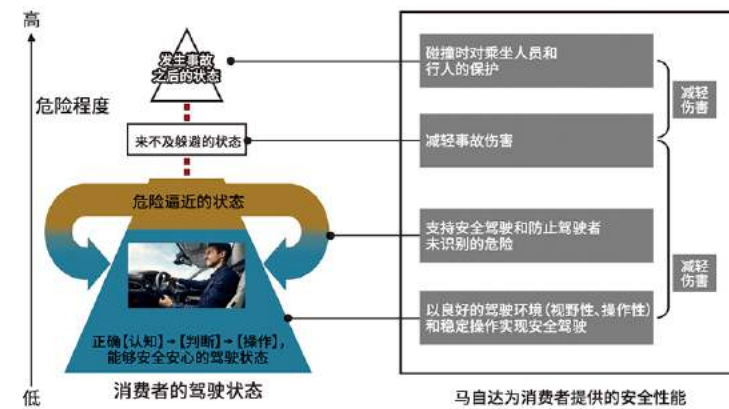 高
危险程度
低
发生事故
之后的状态
来不及躲避的状态
危险逼近的状态
正确【认知】→【判断】→【操作】,
能够安全安心的驾驶状态
消费者的驾驶状态
碰撞时对乘坐人员和
行人的保护
减轻事故伤害
支持安全驾驶和防止驾驶者
未识别的危险
以良好的驾驶环境(视野性、操作性)
和稳定操作实现安全驾驶
减轻
伤害
减轻
伤害
马自达为消费者提供的安全性能